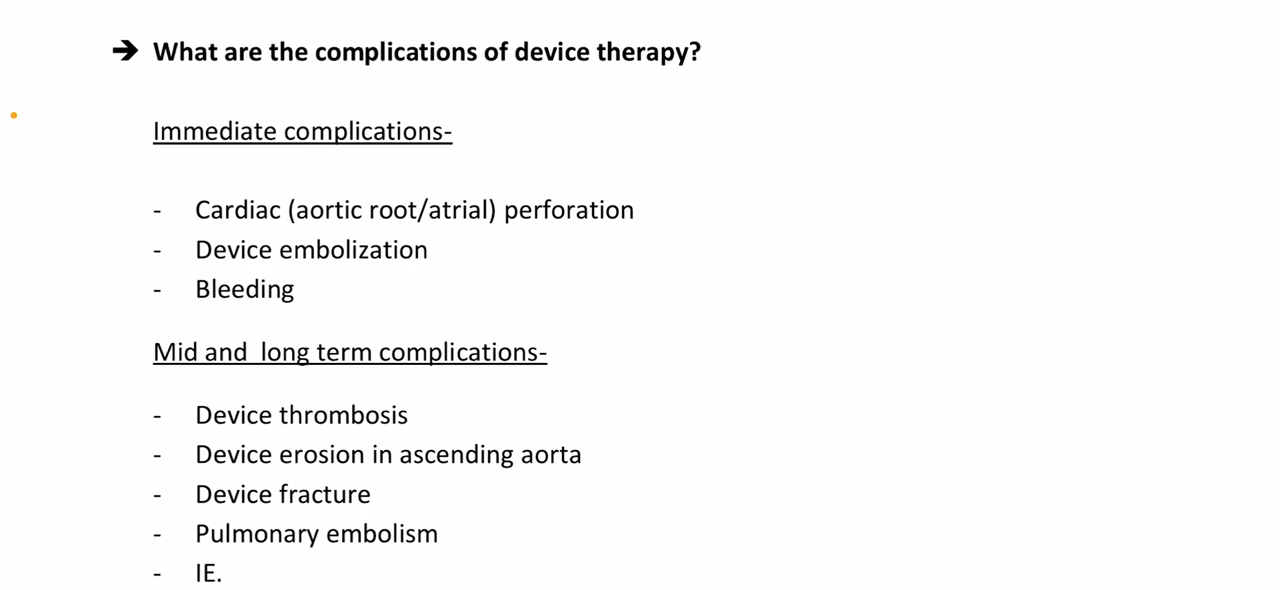 ➔ What are the complications of device therapy?
Immediate complications-
- Cardiac (aortic root/atrial) perforation
- Device embolization
- Bleeding
Mid and  long term complications-
- Device thrombosis
- Device erosion in ascending aorta
- Device fracture
- Pulmonary embolism
- IE.